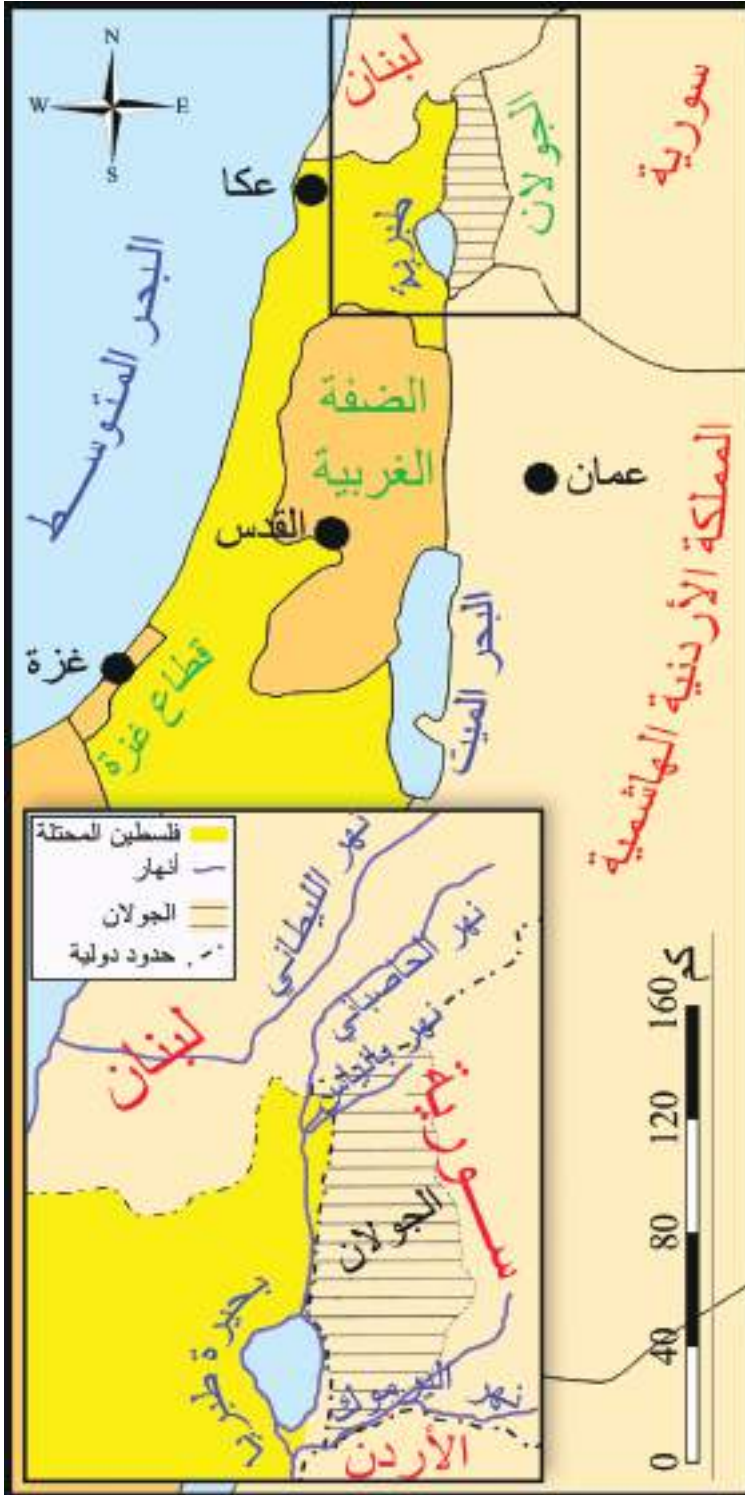 N
W
E
S
لبنان
سورية
الجولان
عكا
طبرية
البحر المتوسط
الضفة
الغربية
عمان
القدس
المملكة الأردنية الهاشمية
البحر الميت
غزة
قطاع غزة
فلسطين المحتلة
أنهار
الجولان
حدود دولية
نهر الليطاني
نهر الحاصباني
نهر بانياس
لبنان
سورية
الجولان
بحيرة طبريا
نهر اليرموك
الأردن
كم
160
120
80
40
0